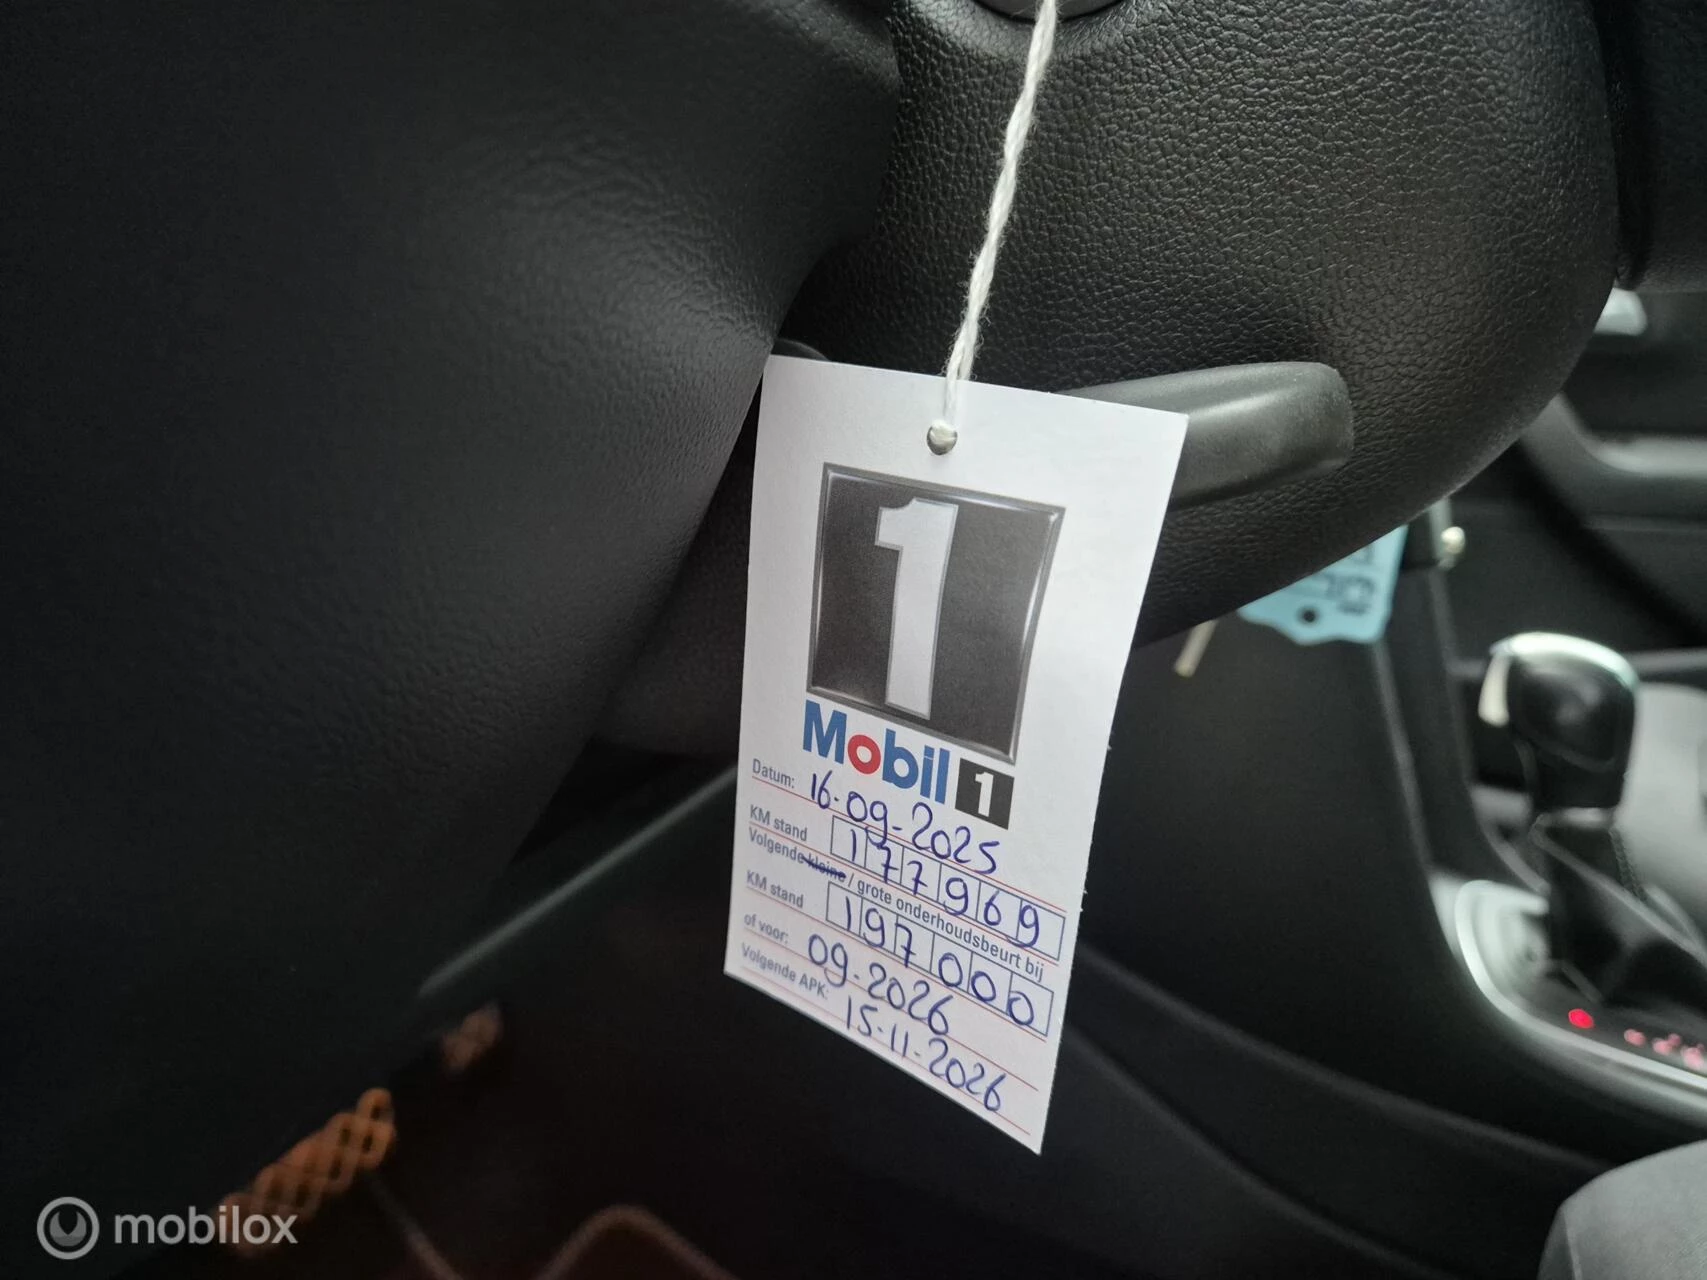 1
Mobil 1
Datum: 16-09-2025
KM stand 177969
Volgende kleine / grote onderhoudsbeurt bij
KM stand 197000
of voor: 09-2026
Volgende APK: 15-11-2026
mobilox